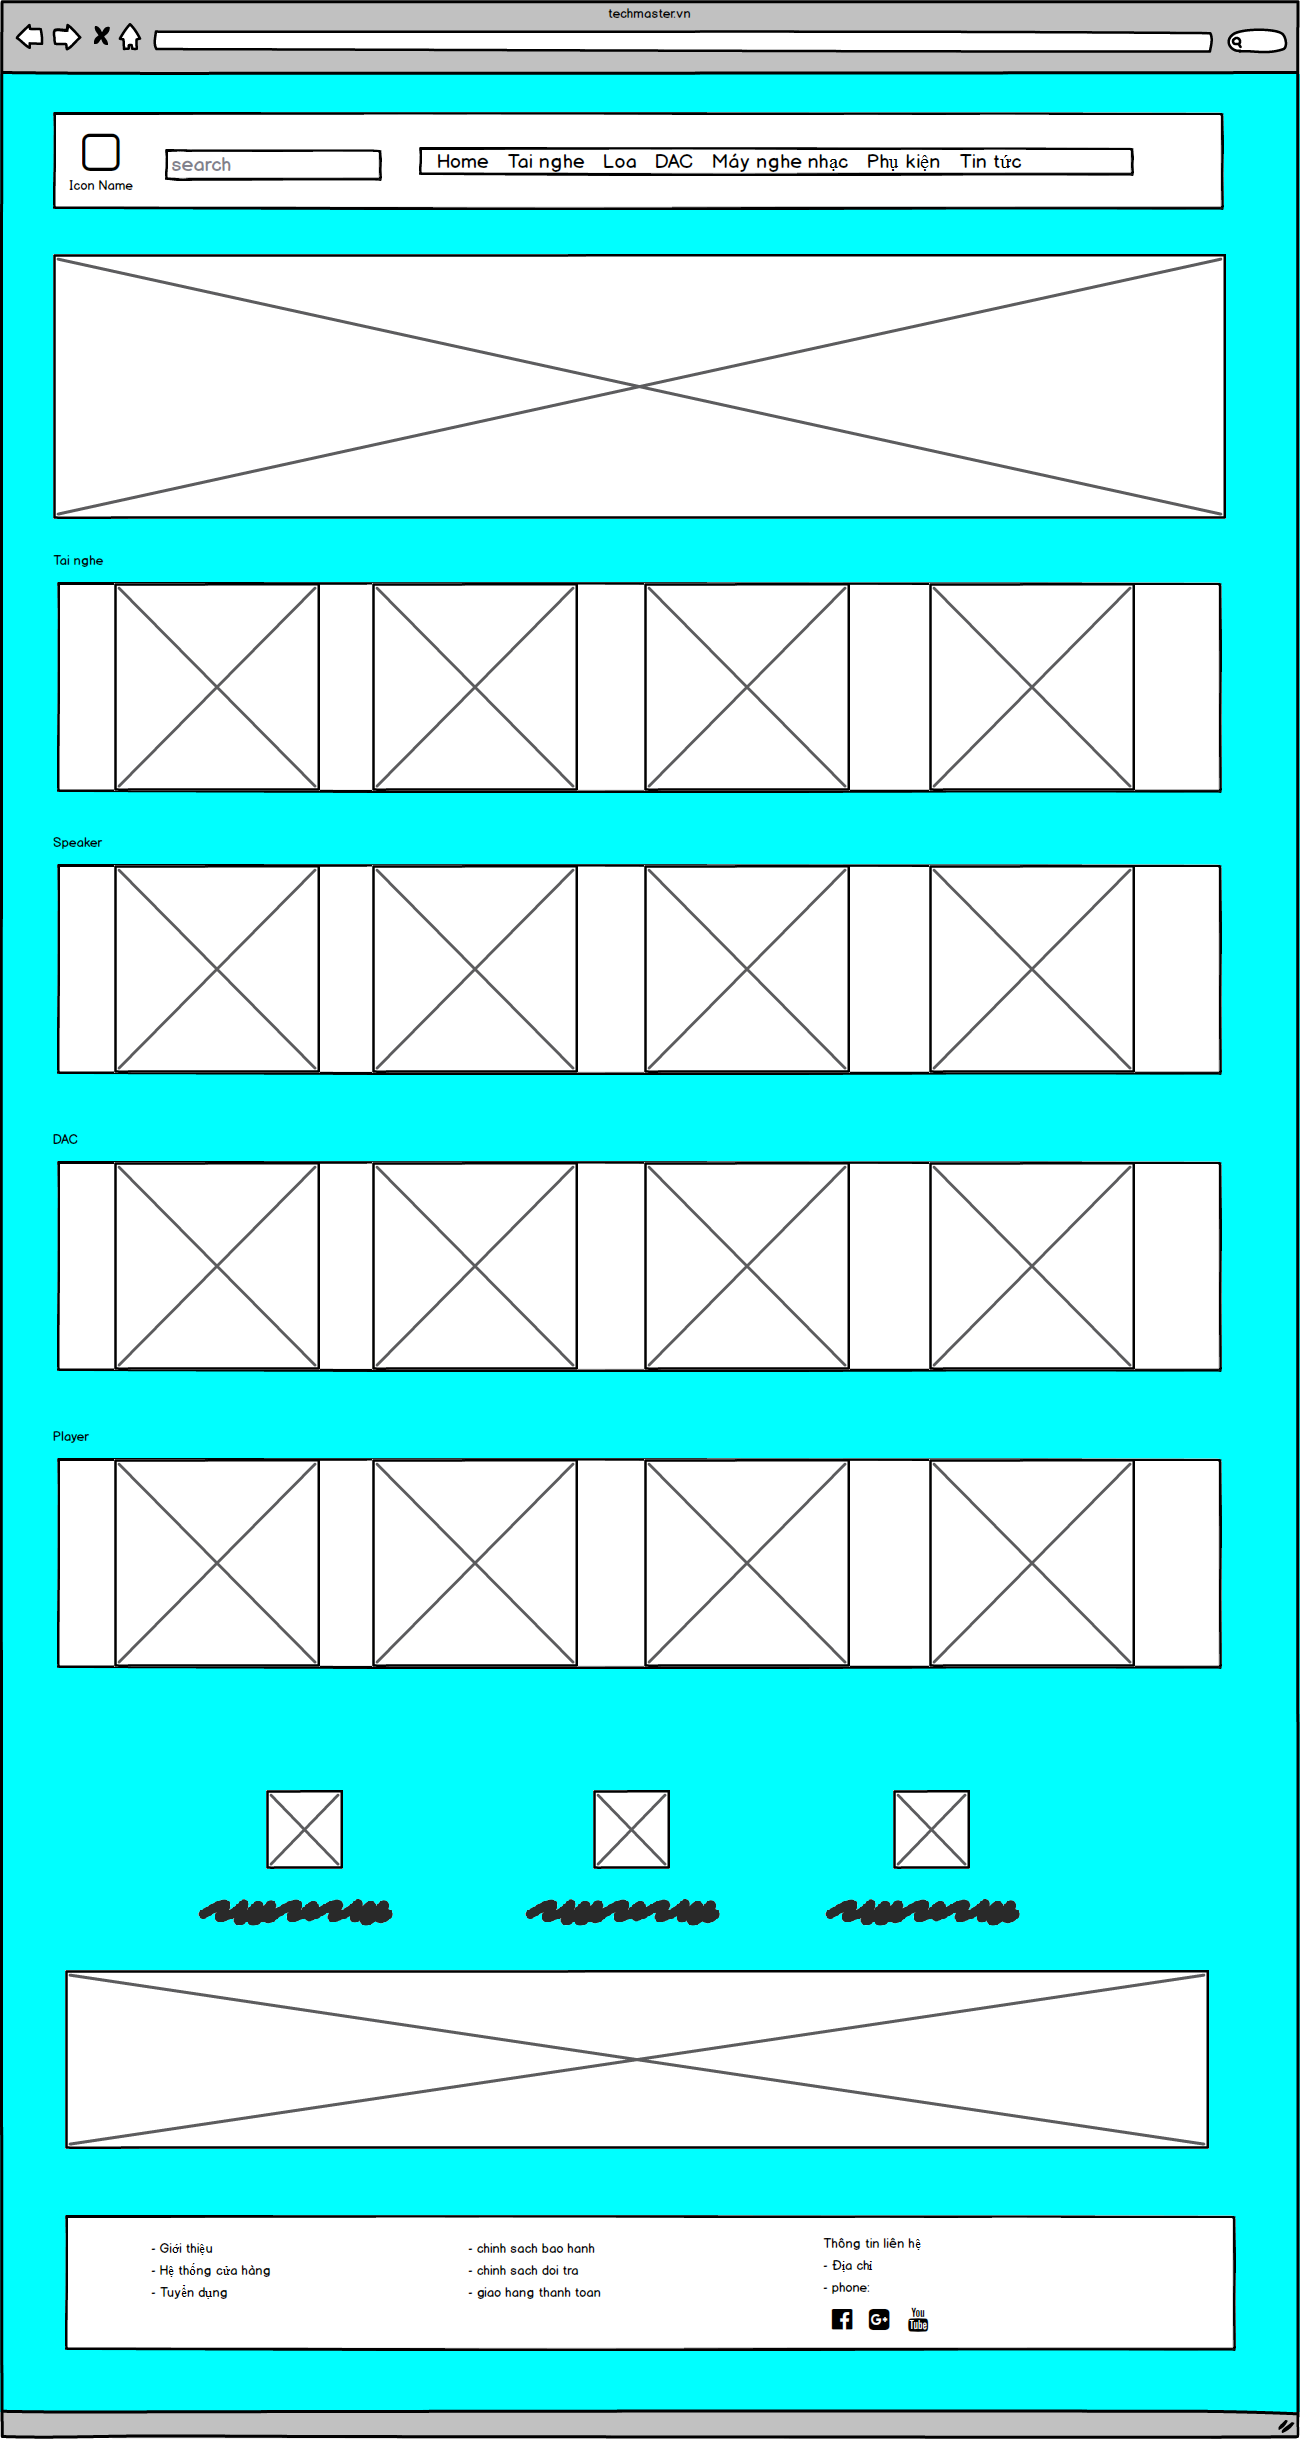 techmaster.vn
Icon Name
search
Home Tai nghe Loa DAC Máy nghe nhạc Phụ kiện Tin tức
Tai nghe
Speaker
DAC
Player
- Giới thiệu
- Hệ thống cửa hàng
- Tuyển dụng
- chinh sach bao hanh
- chinh sach doi tra
- giao hang thanh toan
Thông tin liên hệ
- Địa chỉ
- phone:
G+
You
Tube